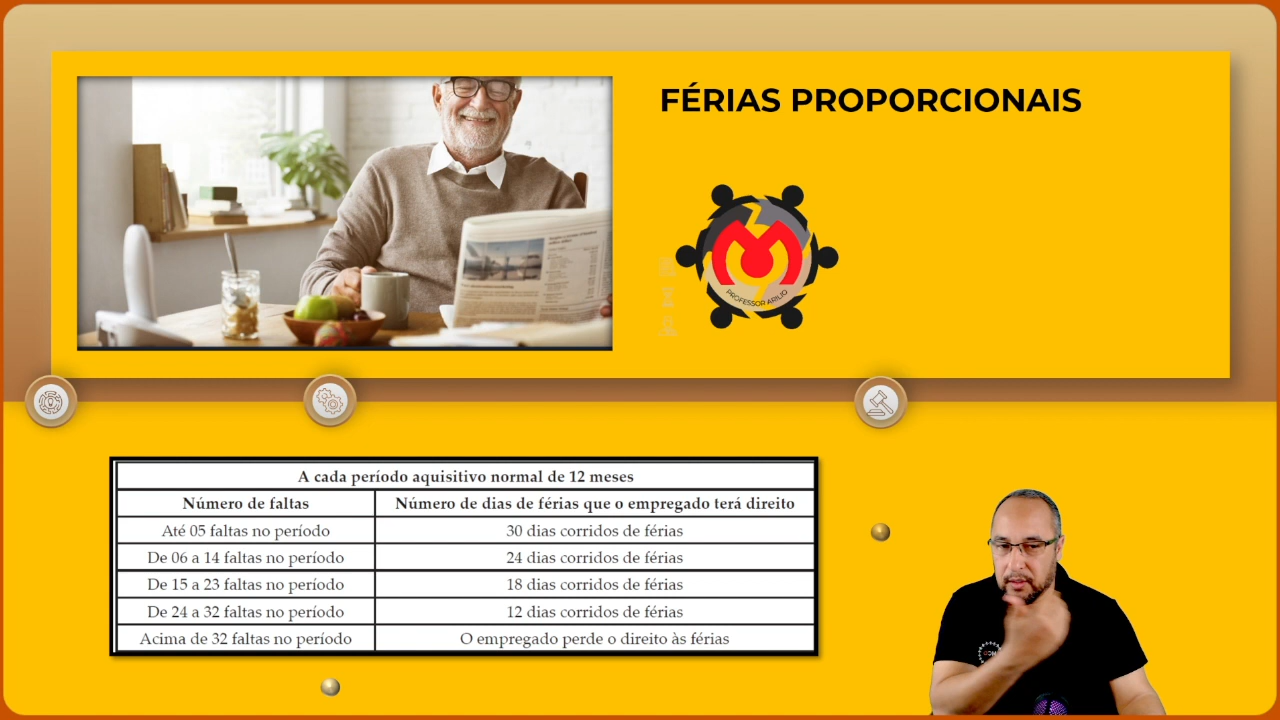 FÉRIAS PROPORCIONAIS
PROFESSOR ARILIO
A cada período aquisitivo normal de 12 meses
Número de faltas Número de dias de férias que o empregado terá direito
Até 05 faltas no período 30 dias corridos de férias
De 06 a 14 faltas no período 24 dias corridos de férias
De 15 a 23 faltas no período 18 dias corridos de férias
De 24 a 32 faltas no período 12 dias corridos de férias
Acima de 32 faltas no período O empregado perde o direito às férias